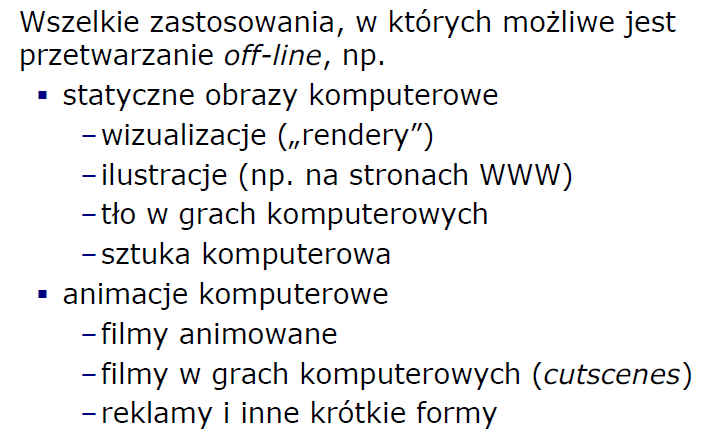 Wszelkie zastosowania, w których możliwe jest
przetwarzanie off-line, np.
▪ statyczne obrazy komputerowe
–wizualizacje („rendery”)
–ilustracje (np. na stronach WWW)
–tło w grach komputerowych
–sztuka komputerowa
▪ animacje komputerowe
–filmy animowane
–filmy w grach komputerowych (cutscenes)
–reklamy i inne krótkie formy